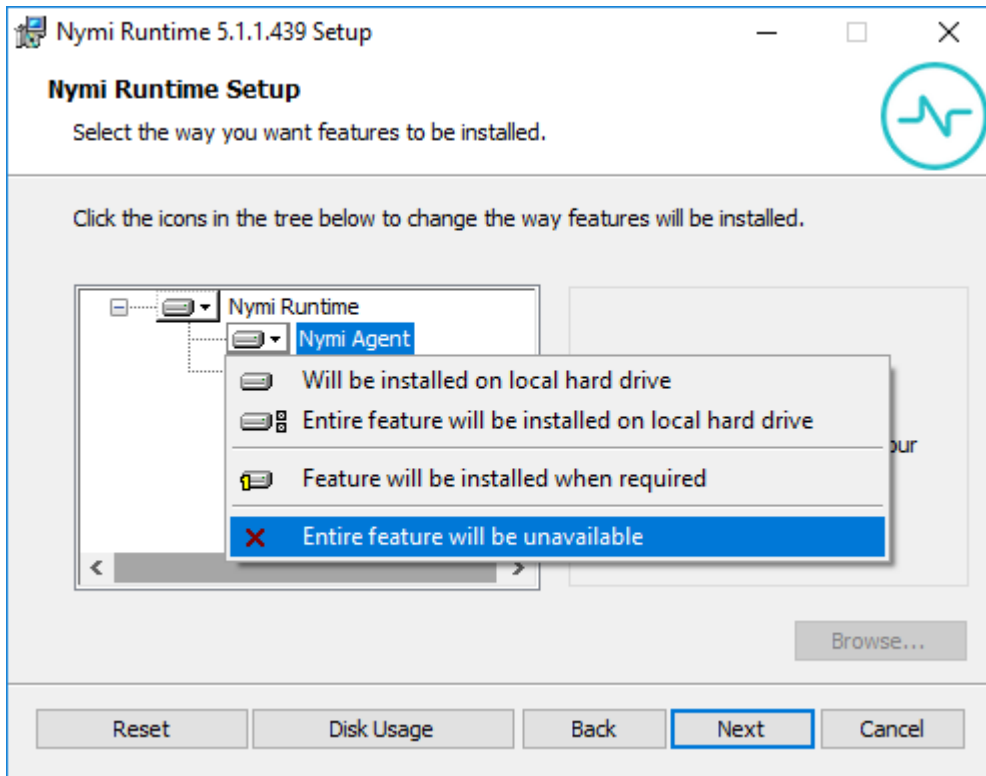 Nymi Runtime 5.1.1.439 Setup
Nymi Runtime Setup
Select the way you want features to be installed.
Click the icons in the tree below to change the way features will be installed.
Nymi Runtime
Nymi Agent
Will be installed on local hard drive
Entire feature will be installed on local hard drive
Feature will be installed when required
Entire feature will be unavailable
Browse...
Reset Disk Usage Back Next Cancel